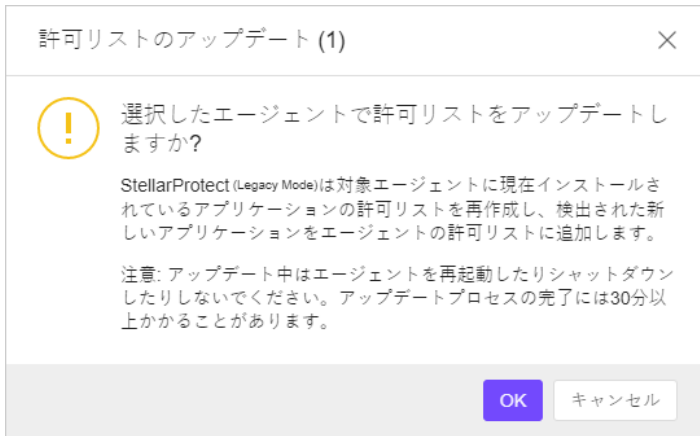 許可リストのアップデート (1)
選択したエージェントで許可リストをアップデートし
ますか?
StellarProtect (Legacy Mode)は対象エージェントに現在インストールさ
れているアプリケーションの許可リストを再作成し、検出された新
しいアプリケーションをエージェントの許可リストに追加します。
注意: アップデート中はエージェントを再起動したりシャットダウン
したりしないでください。アップデートプロセスの完了には30分以
上かかることがあります。
OK
キャンセル